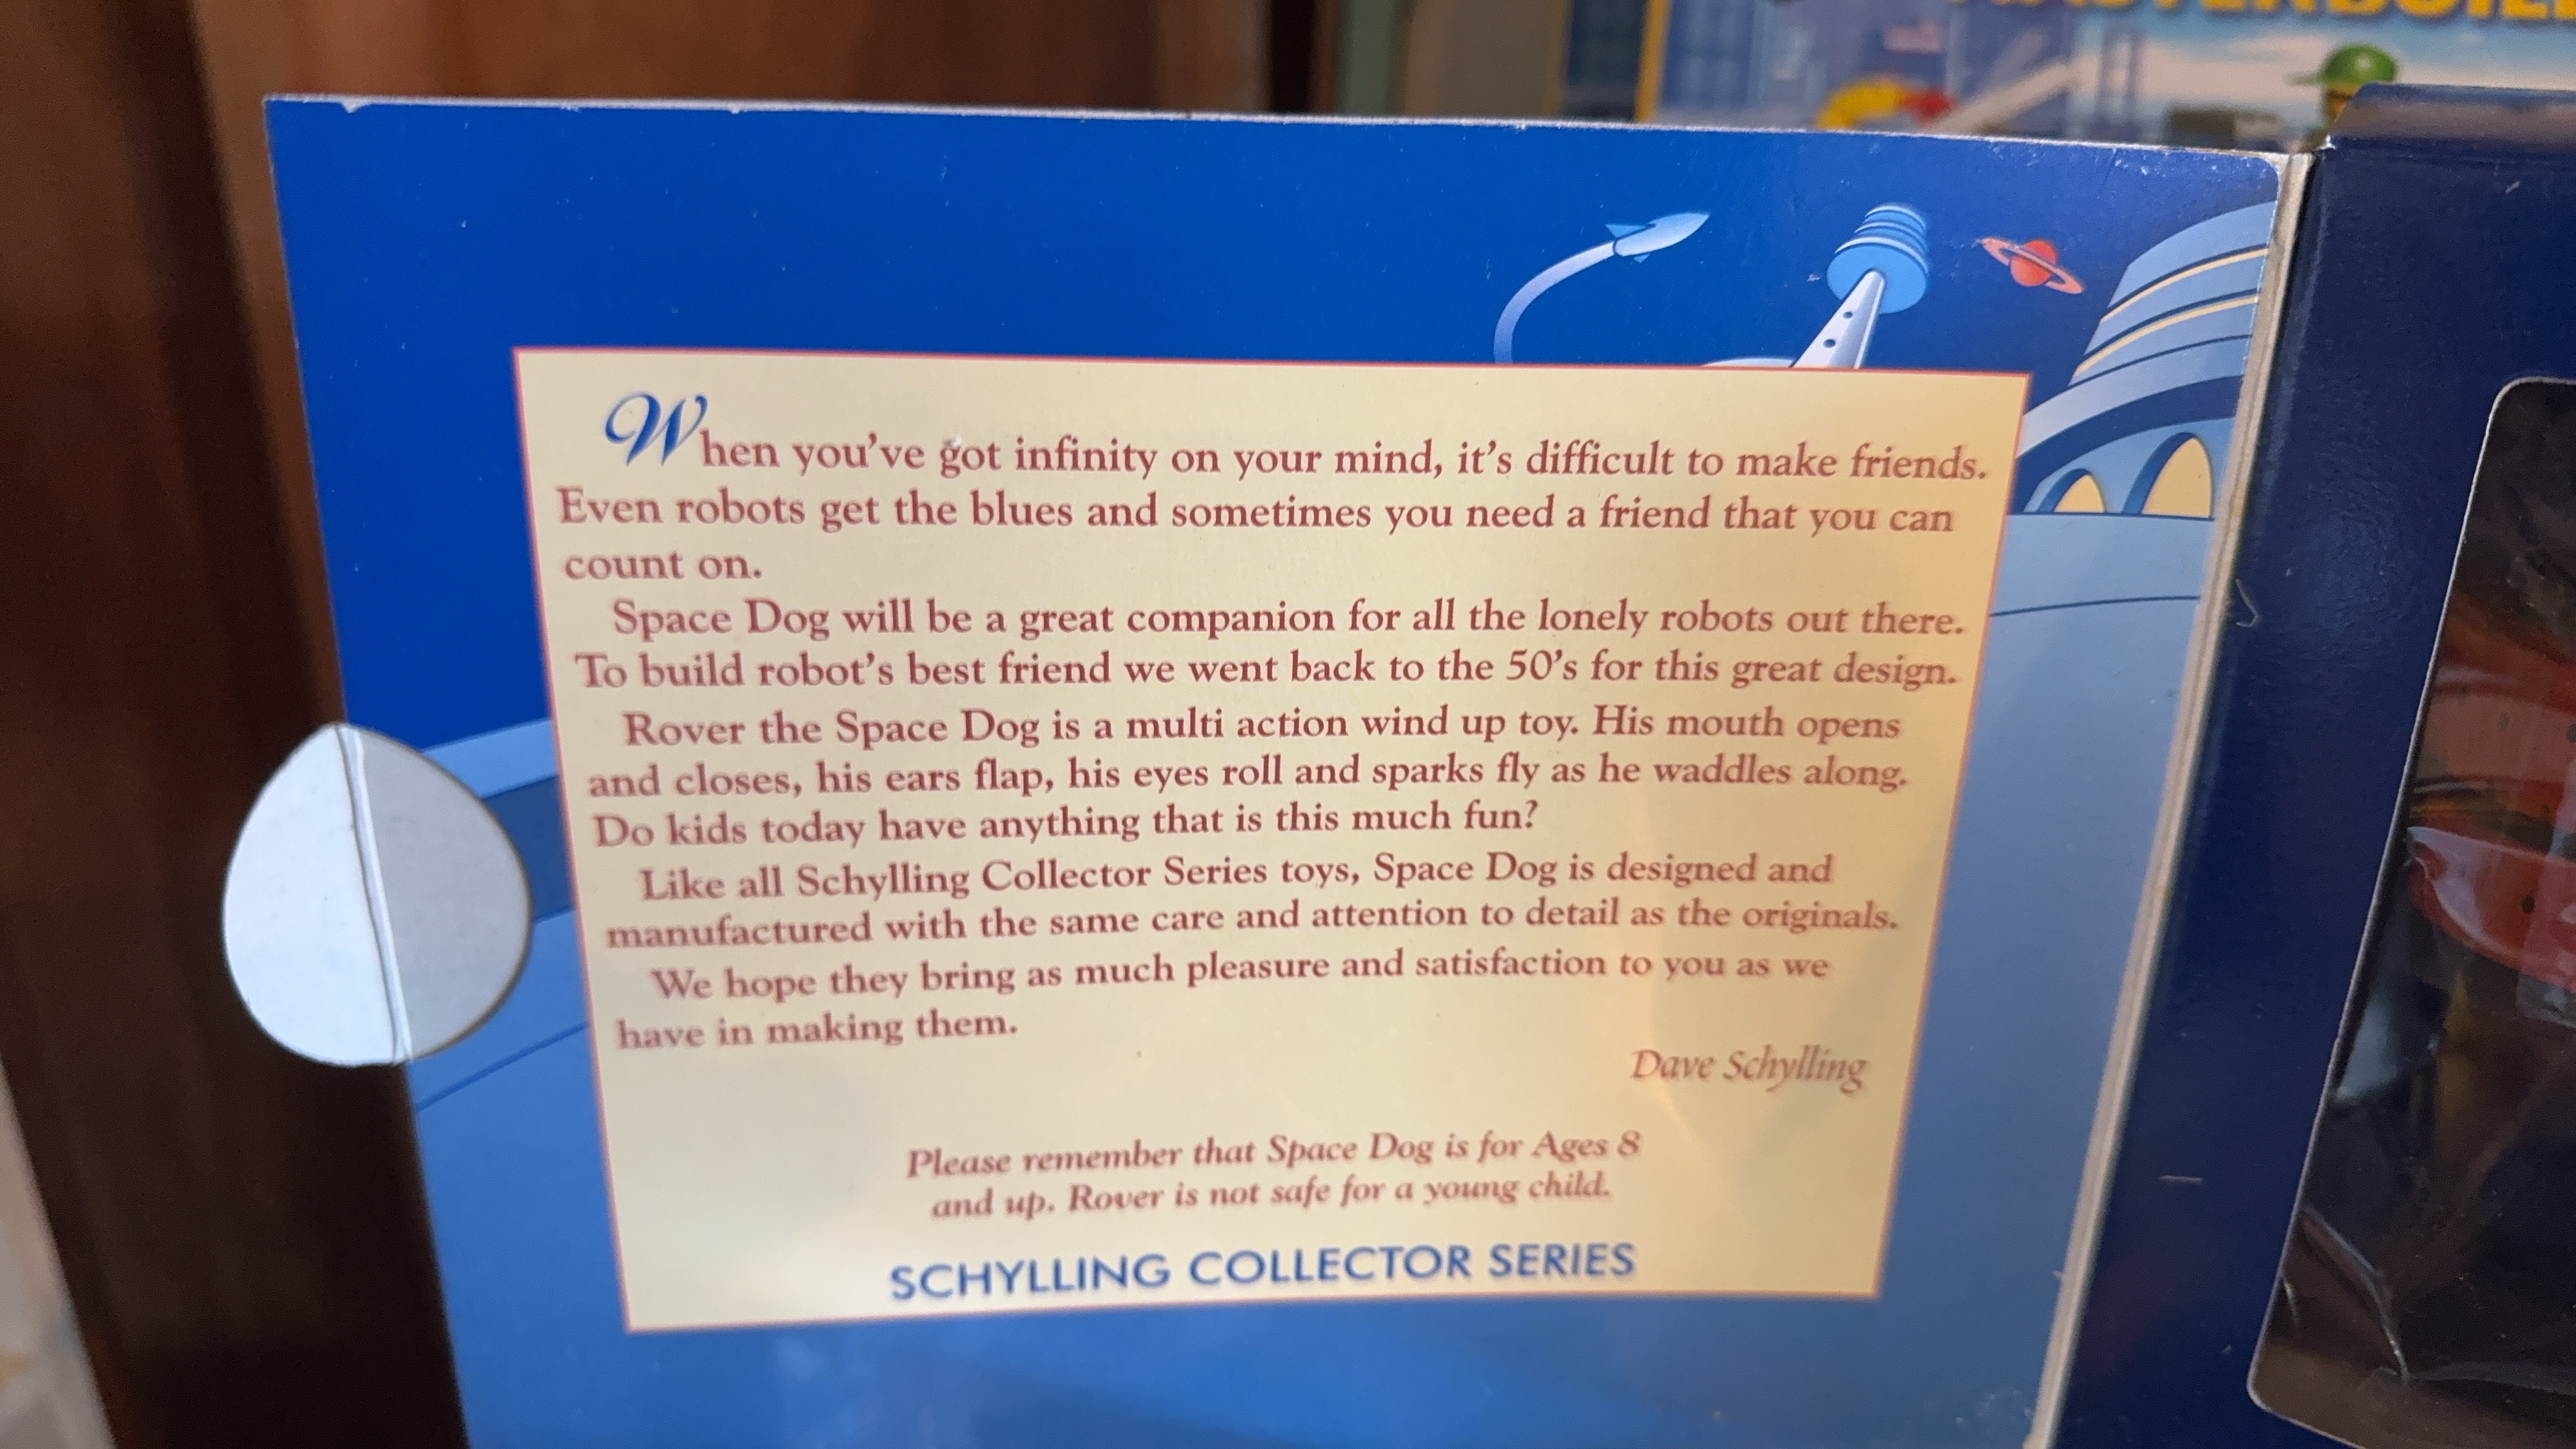 When you've got infinity on your mind, it's difficult to make friends.
Even robots get the blues and sometimes you need a friend that you can
count on.
Space Dog will be a great companion for all the lonely robots out there.
To build robot's best friend we went back to the 50's for this great design.
Rover the Space Dog is a multi action wind up toy. His mouth opens
and closes, his ears flap, his eyes roll and sparks fly as he waddles along.
Do kids today have anything that is this much fun?
Like all Schylling Collector Series toys, Space Dog is designed and
manufactured with the same care and attention to detail as the originals.
We hope they bring as much pleasure and satisfaction to you as we
have in making them.
Dave Schylling
Please remember that Space Dog is for Ages 8
and up. Rover is not safe for a young child.
SCHYLLING COLLECTOR SERIES